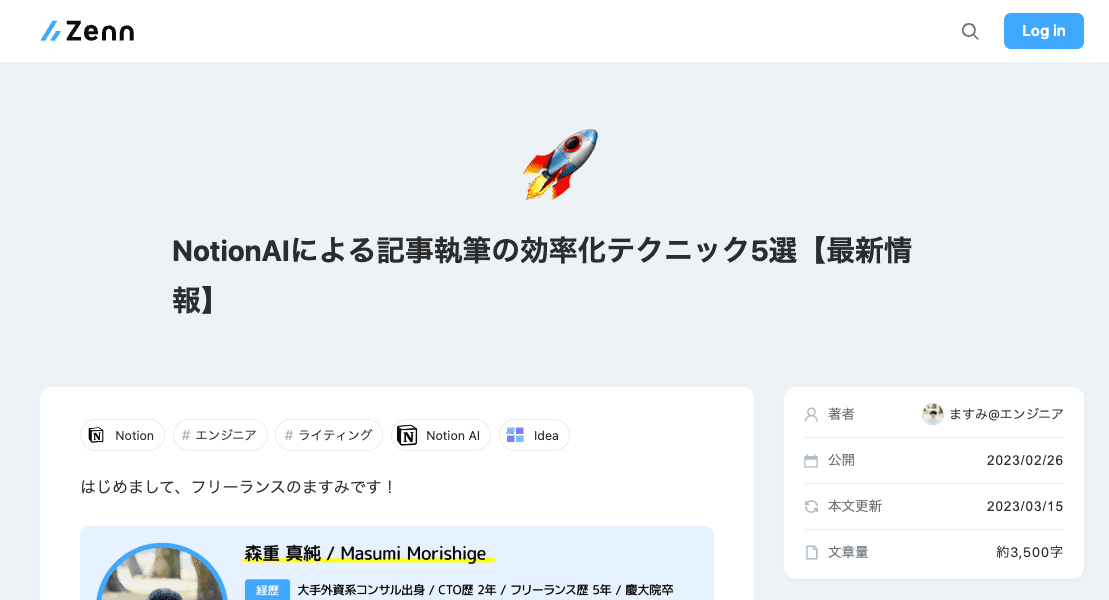 Zenn
Log in
NotionAIによる記事執筆の効率化テクニック5選【最新情
報】
Notion
# エンジニア
# ライティング
Notion AI
Idea
はじめまして、フリーランスのますみです！
森重 真純 / Masumi Morishige
経歴 大手外資系コンサル出身 / CTO歴 2年 / フリーランス歴 5年 / 慶大院卒
著者 ますみ@エンジニア
公開 2023/02/26
本文更新 2023/03/15
文章量 約3,500字